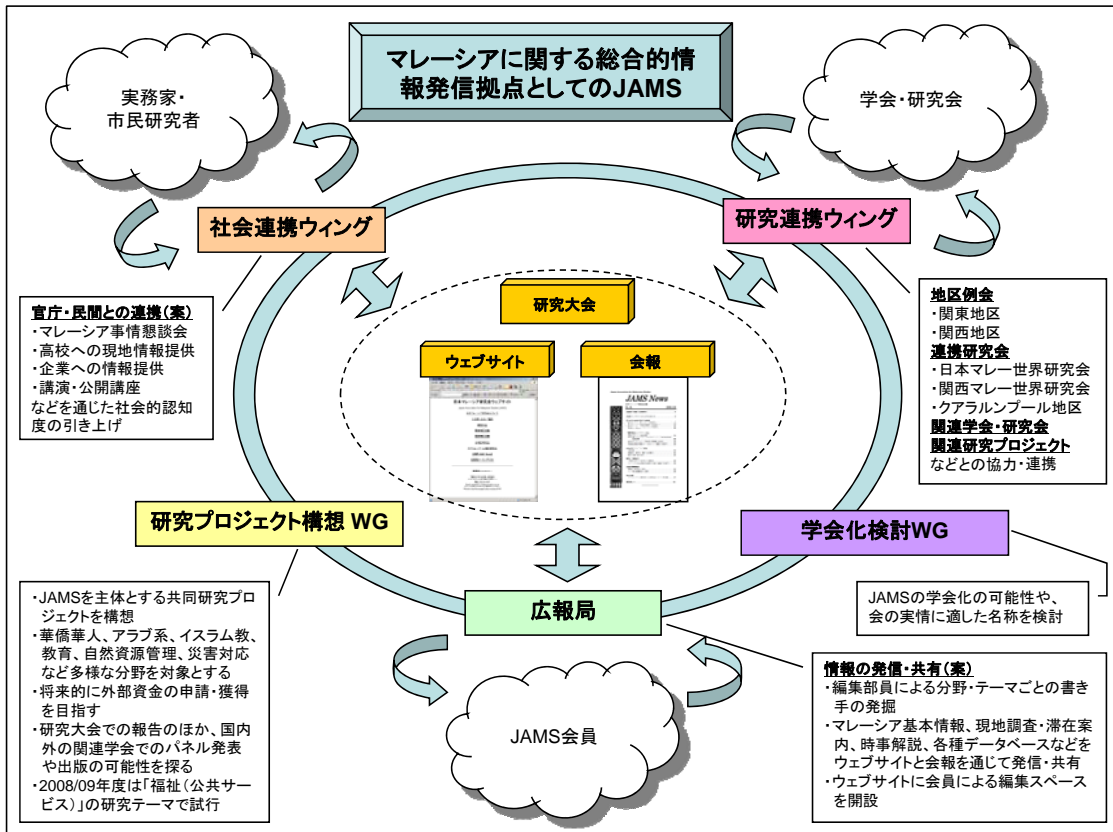 マレーシアに関する総合的情
報発信拠点としてのJAMS
実務家・
市民研究者
学会・研究会
社会連携ウィング
研究連携ウィング
官庁・民間との連携(案)
・マレーシア事情懇談会
・高校への現地情報提供
・企業への情報提供
・講演・公開講座
などを通じた社会的認知
度の引き上げ
研究大会
ウェブサイト
会報
JAMS News
地区例会
・関東地区
・関西地区
連携研究会
・日本マレー世界研究会
・関西マレー世界研究会
・クアラルンプール地区
関連学会・研究会
関連研究プロジェクト
などとの協力・連携
研究プロジェクト構想 WG
学会化検討WG
・JAMSを主体とする共同研究プロ
ジェクトを構想
・華僑華人、アラブ系、イスラム教、
教育、自然資源管理、災害対応
など多様な分野を対象とする
・将来的に外部資金の申請・獲得
を目指す
・研究大会での報告のほか、国内
外の関連学会でのパネル発表
や出版の可能性を探る
・2008/09年度は「福祉(公共サー
ビス)」の研究テーマで試行
広報局
JAMS会員
JAMSの学会化の可能性や、
会の実情に適した名称を検討
情報の発信・共有(案)
・編集部員による分野・テーマごとの書き
手の発掘
・マレーシア基本情報、現地調査・滞在案
内、時事解説、各種データベースなどを
ウェブサイトと会報を通じて発信・共有
・ウェブサイトに会員による編集スペース
を開設